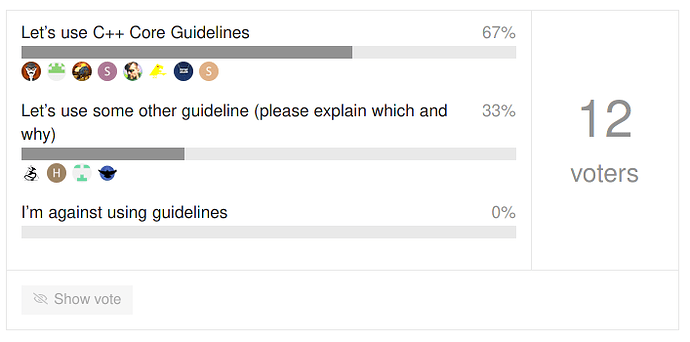 Let’s use C++ Core Guidelines 67%
S S
Let’s use some other guideline (please explain which and 33%
why)
H
I’m against using guidelines 0%
12
voters
Show vote